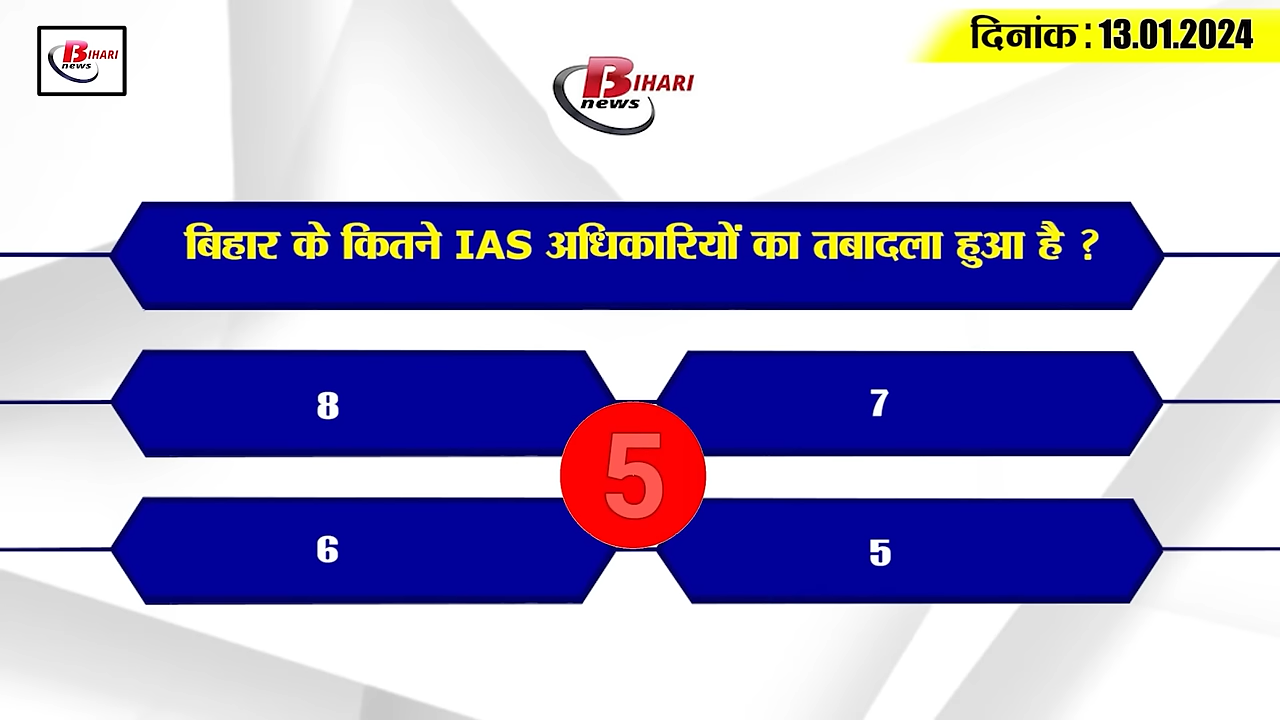 BIHARI
news
दिनांक : 13.01.2024
BIHARI
news
बिहार के कितने IAS अधिकारियों का तबादला हुआ है ?
8
7
5
6
5